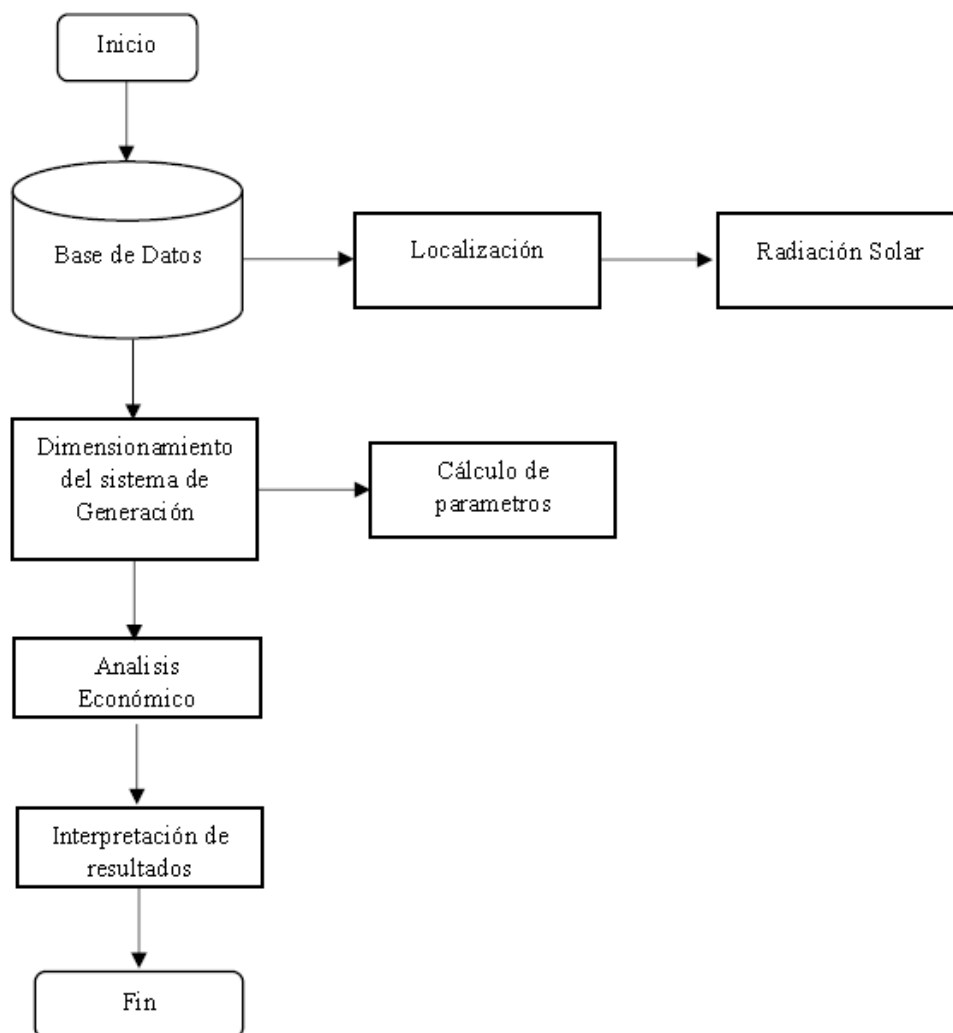 Inicio
Base de Datos
Localización
Radiación Solar
Dimensionamiento
del sistema de
Generación
Cálculo de
parametros
Analisis
Económico
Interpretación de
resultados
Fin